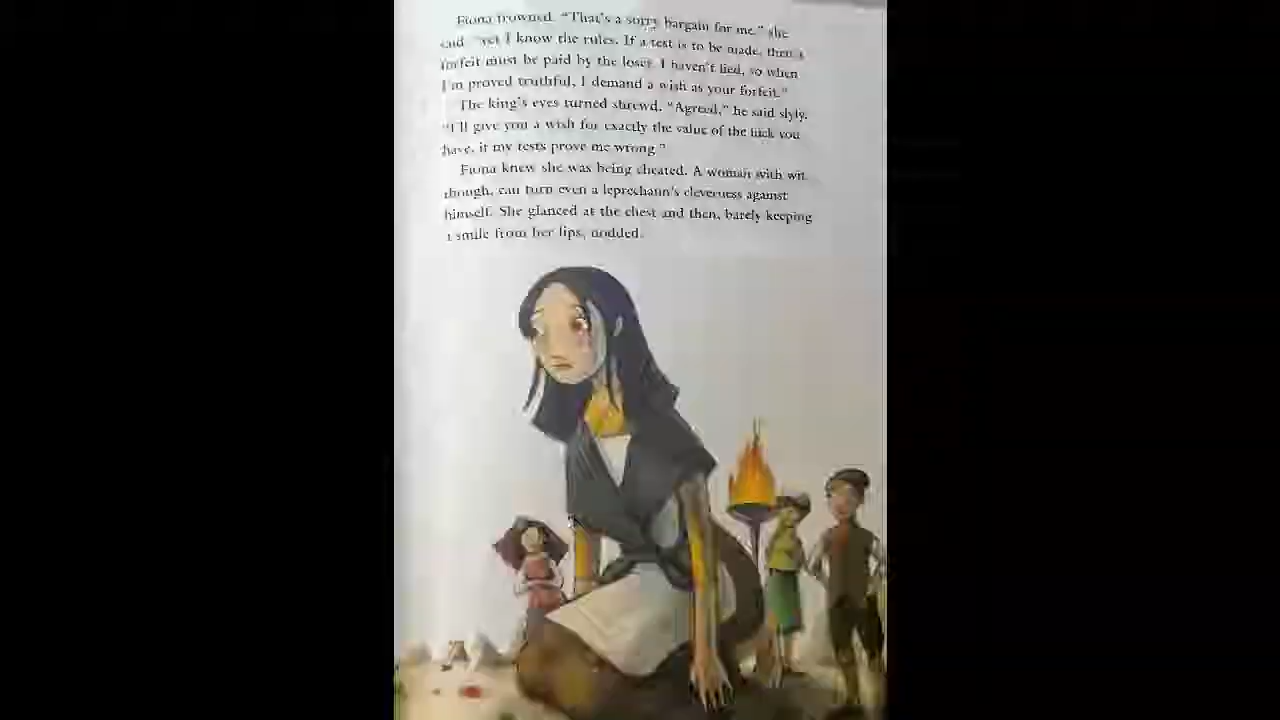 Fiona frowned. "That's a sorry bargain for me," she
said "yet I know the rules. If a test is to be made, then a
forfeit must be paid by the loser. I haven't lied, so when
I'm proved truthful, I demand a wish as your forfeit."
The king's eyes turned shrewd. "Agreed," he said slyly.
"I'll give you a wish for exactly the value of the luck you
have, if my tests prove me wrong."
Fiona knew she was being cheated. A woman with wit,
though, can turn even a leprechaun's cleverness against
himself. She glanced at the chest and then, barely keeping
a smile from her lips, nodded.